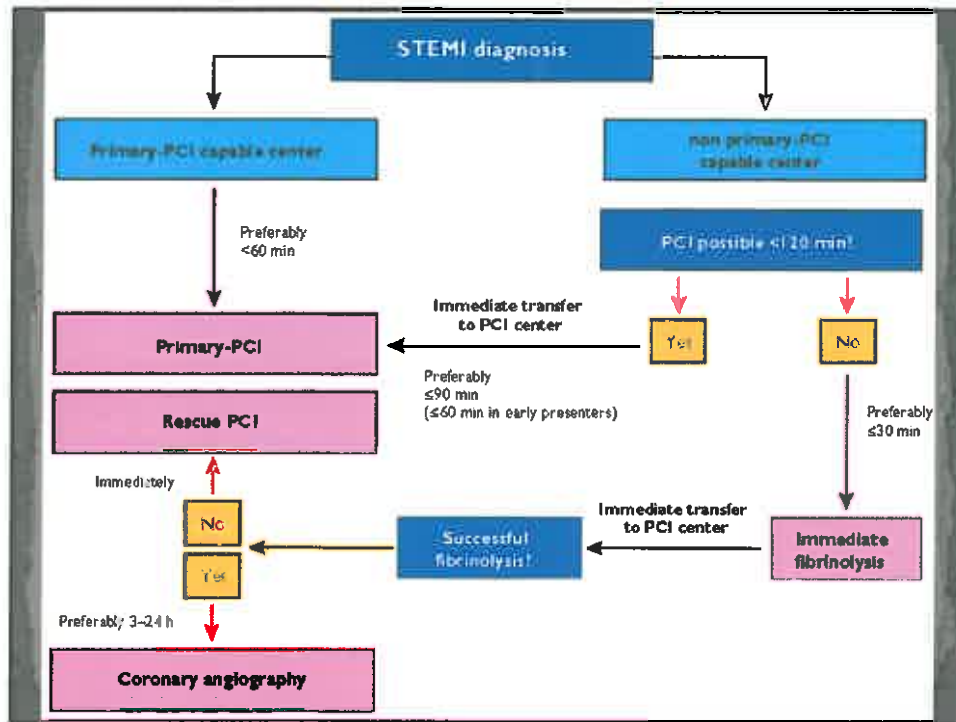 STEMI diagnosis
Primary-PCI capable center
non primary-PCI
capable center
Preferably
<60 min
PCI possible <120 min?
Immediate transfer
to PCI center
Yes
No
Primary-PCI
Preferably
≤90 min
(≤60 min in early presenters)
Preferably
≤30 min
Rescue PCI
Immediately
No
Yes
Successful
fibrinolysis?
Immediate transfer
to PCI center
Immediate
fibrinolysis
Preferably 3–24 h
Coronary angiography